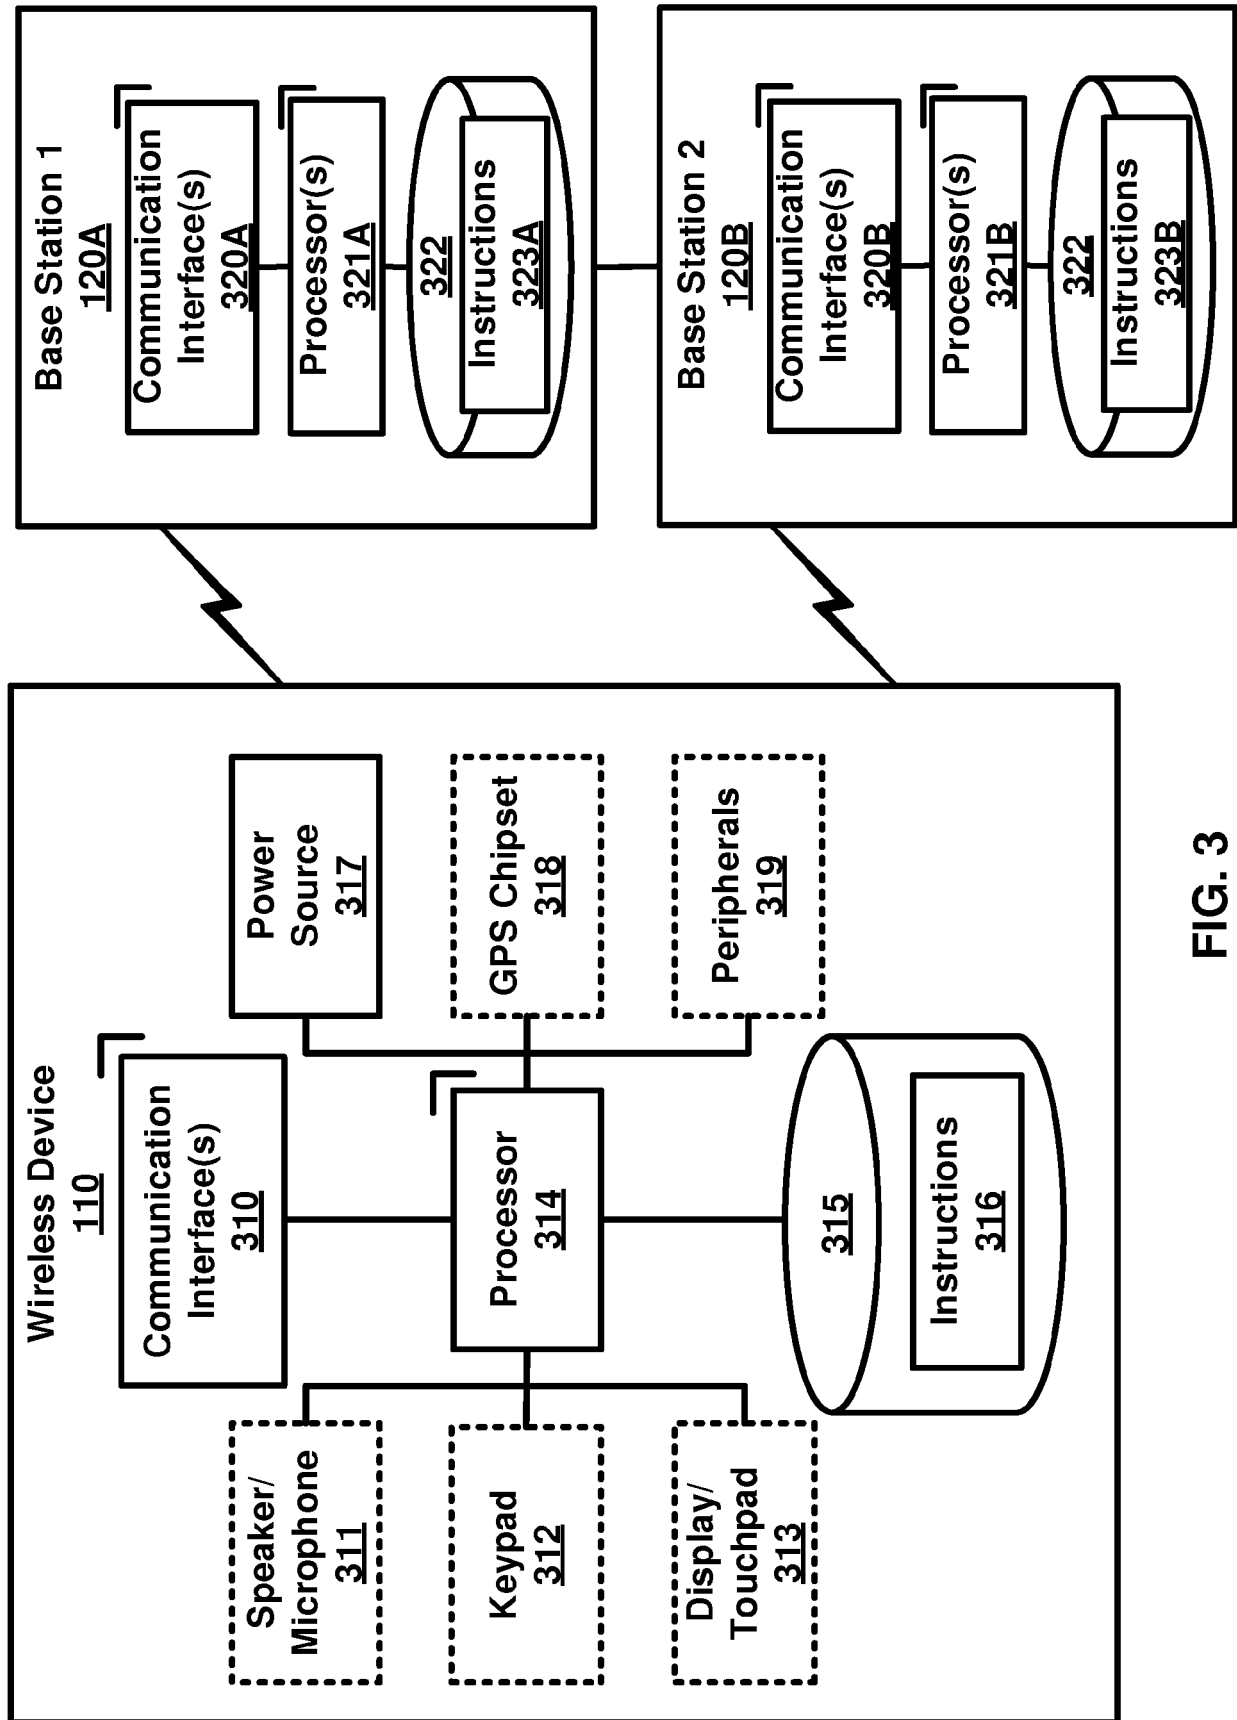 Wireless Device
110
Communication
Interface(s)
310
Speaker/
Microphone
311
Power
Source
317
Keypad
312
Processor
314
GPS Chipset
318
Display/
Touchpad
313
Peripherals
319
315
Instructions
316
Base Station 1
120A
Communication
Interface(s)
320A
Processor(s)
321A
322
Instructions
323A
Base Station 2
120B
Communication
Interface(s)
320B
Processor(s)
321B
322
Instructions
323B
FIG. 3